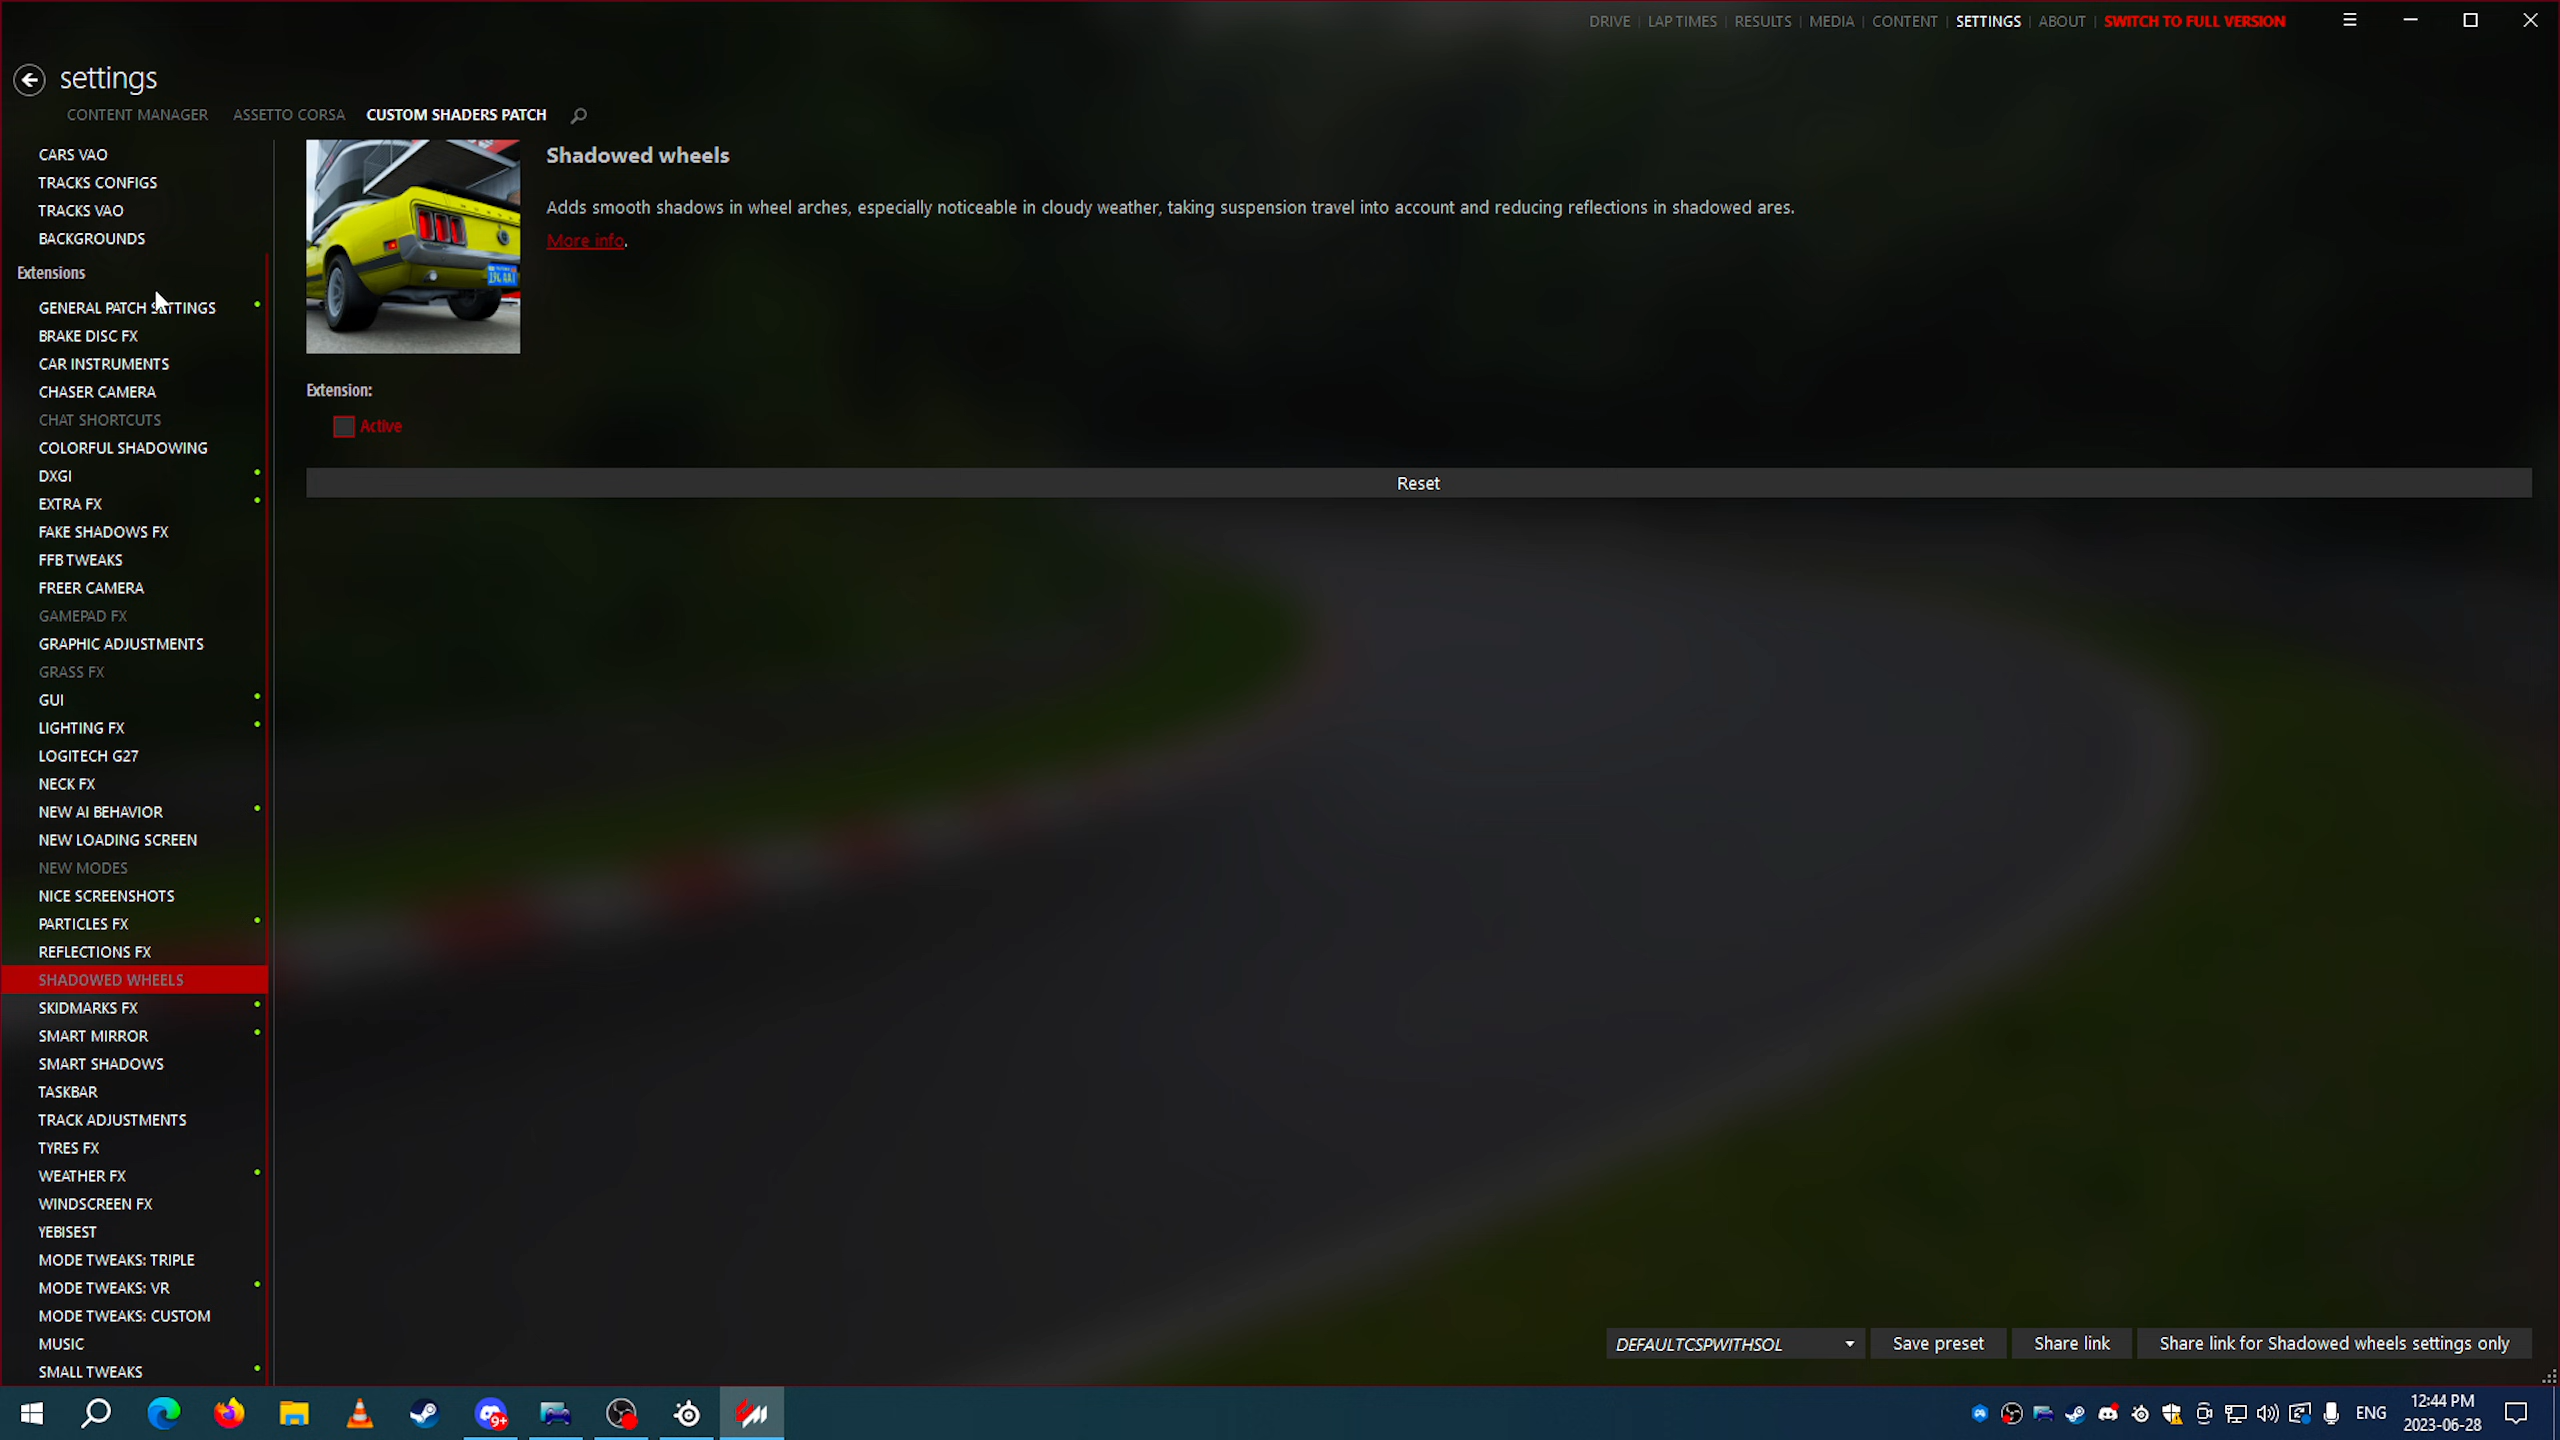 DRIVE | LAP TIMES | RESULTS | MEDIA | CONTENT | SETTINGS | ABOUT | SWITCH TO FULL VERSION
settings
CONTENT MANAGER ASSETTO CORSA CUSTOM SHADERS PATCH
CARS VAO
TRACKS CONFIGS
TRACKS VAO
BACKGROUNDS
Extensions
GENERAL PATCH SETTINGS
BRAKE DISC FX
CAR INSTRUMENTS
CHASER CAMERA
CHAT SHORTCUTS
COLORFUL SHADOWING
DXGI
EXTRA FX
FAKE SHADOWS FX
FFB TWEAKS
FREER CAMERA
GAMEPAD FX
GRAPHIC ADJUSTMENTS
GRASS FX
GUI
LIGHTING FX
LOGITECH G27
NECK FX
NEW AI BEHAVIOR
NEW LOADING SCREEN
NEW MODES
NICE SCREENSHOTS
PARTICLES FX
REFLECTIONS FX
SHADOWED WHEELS
SKIDMARKS FX
SMART MIRROR
SMART SHADOWS
TASKBAR
TRACK ADJUSTMENTS
TYRES FX
WEATHER FX
WINDSCREEN FX
YEBISEST
MODE TWEAKS: TRIPLE
MODE TWEAKS: VR
MODE TWEAKS: CUSTOM
MUSIC
SMALL TWEAKS
Shadowed wheels
Adds smooth shadows in wheel arches, especially noticeable in cloudy weather, taking suspension travel into account and reducing reflections in shadowed ares.
More info.
Extension:
Active
Reset
DEFAULTCSPWITHSOL Save preset Share link Share link for Shadowed wheels settings only
9+
ENG
12:44 PM
2023-06-28